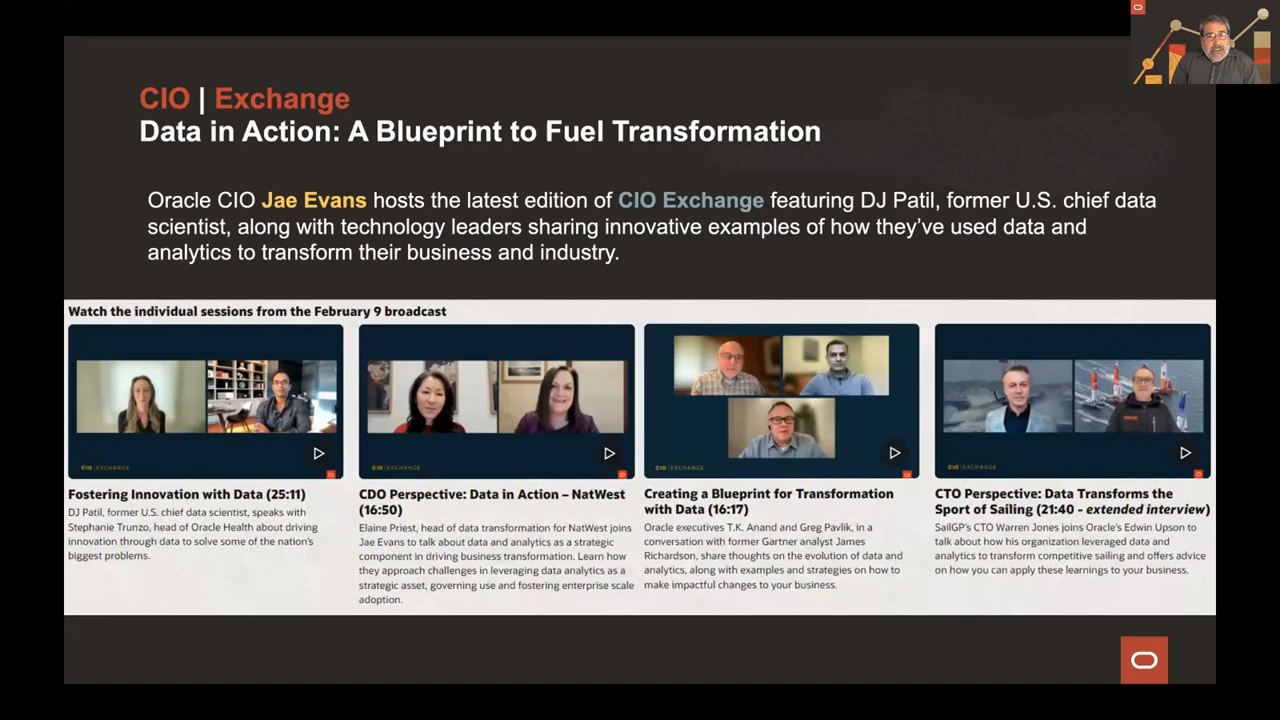 CIO | Exchange
Data in Action: A Blueprint to Fuel Transformation
Oracle CIO Jae Evans hosts the latest edition of CIO Exchange featuring DJ Patil, former U.S. chief data
scientist, along with technology leaders sharing innovative examples of how they’ve used data and
analytics to transform their business and industry.
Watch the individual sessions from the February 9 broadcast
CIO | EXCHANGE
Fostering Innovation with Data (25:11)
DJ Patil, former U.S. chief data scientist, speaks with
Stephanie Trunzo, head of Oracle Health about driving
innovation through data to solve some of the nation’s
biggest problems.
CIO | EXCHANGE
CDO Perspective: Data in Action – NatWest
(16:50)
Elaine Priest, head of data transformation for NatWest joins
Jae Evans to talk about data and analytics as a strategic
component in driving business transformation. Learn how
they approach challenges in leveraging data analytics as a
strategic asset, governing use and fostering enterprise scale
adoption.
CIO | EXCHANGE
Creating a Blueprint for Transformation
with Data (16:17)
Oracle executives T.K. Anand and Greg Pavlik, in a
conversation with former Gartner analyst James
Richardson, share thoughts on the evolution of data and
analytics, along with examples and strategies on how to
make impactful changes to your business.
CIO | EXCHANGE
CTO Perspective: Data Transforms the
Sport of Sailing (21:40 - extended interview)
SailGP’s CTO Warren Jones joins Oracle’s Edwin Upson to
talk about how his organization leveraged data and
analytics to transform competitive sailing and offers advice
on how you can apply these learnings to your business.